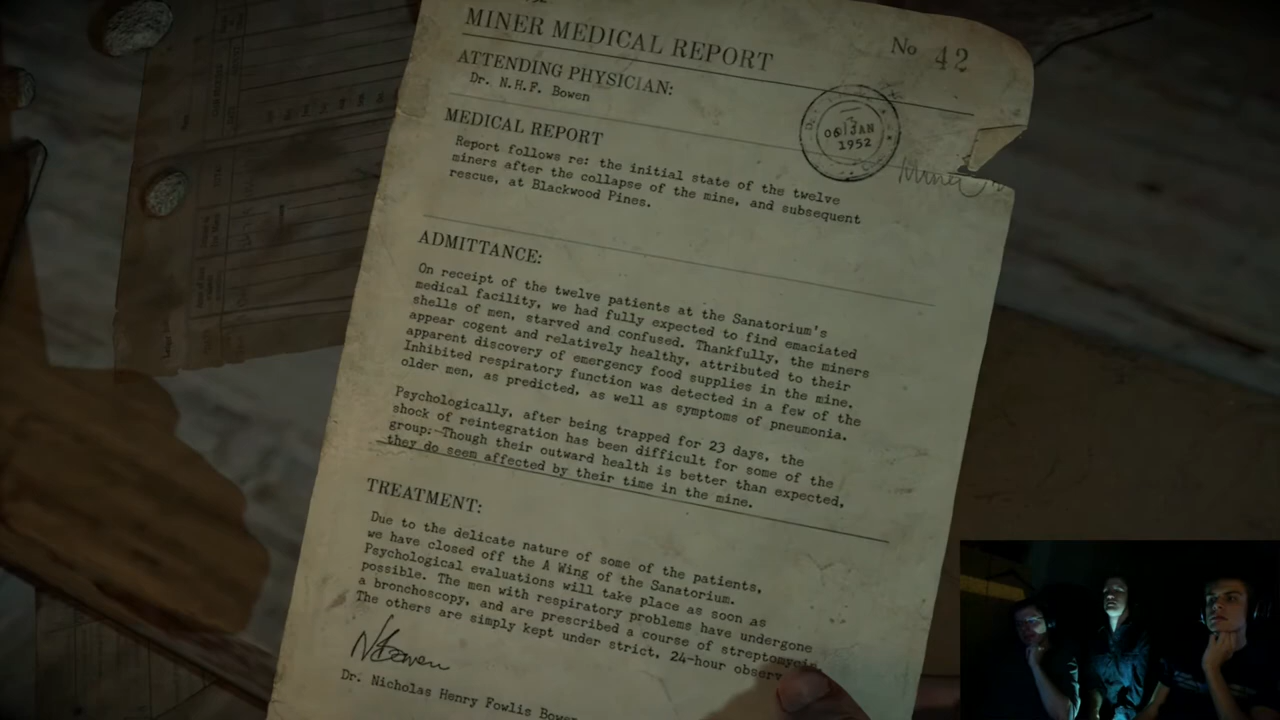 MINER MEDICAL REPORT
No 42
ATTENDING PHYSICIAN:
Dr. N.H.F. Bowen
06 JAN
1952
MEDICAL REPORT
Miner
Report follows re: the initial state of the twelve
miners after the collapse of the mine, and subsequent
rescue, at Blackwood Pines.
ADMITTANCE:
On receipt of the twelve patients at the Sanatorium's
medical facility, we had fully expected to find emaciated
shells of men, starved and confused. Thankfully, the miners
appear cogent and relatively healthy, attributed to their
apparent discovery of emergency food supplies in the mine.
Inhibited respiratory function was detected in a few of the
older men, as predicted, as well as symptoms of pneumonia.
Psychologically, after being trapped for 23 days, the
shock of reintegration has been difficult for some of the
group. Though their outward health is better than expected,
they do seem affected by their time in the mine.
TREATMENT:
Due to the delicate nature of some of the patients,
we have closed off the A Wing of the Sanatorium.
Psychological evaluations will take place as soon as
possible. The men with respiratory problems have undergone
a bronchoscopy, and are prescribed a course of streptomycin.
The others are simply kept under strict, 24-hour observ
NBowen
Dr. Nicholas Henry Fowlis Bowen